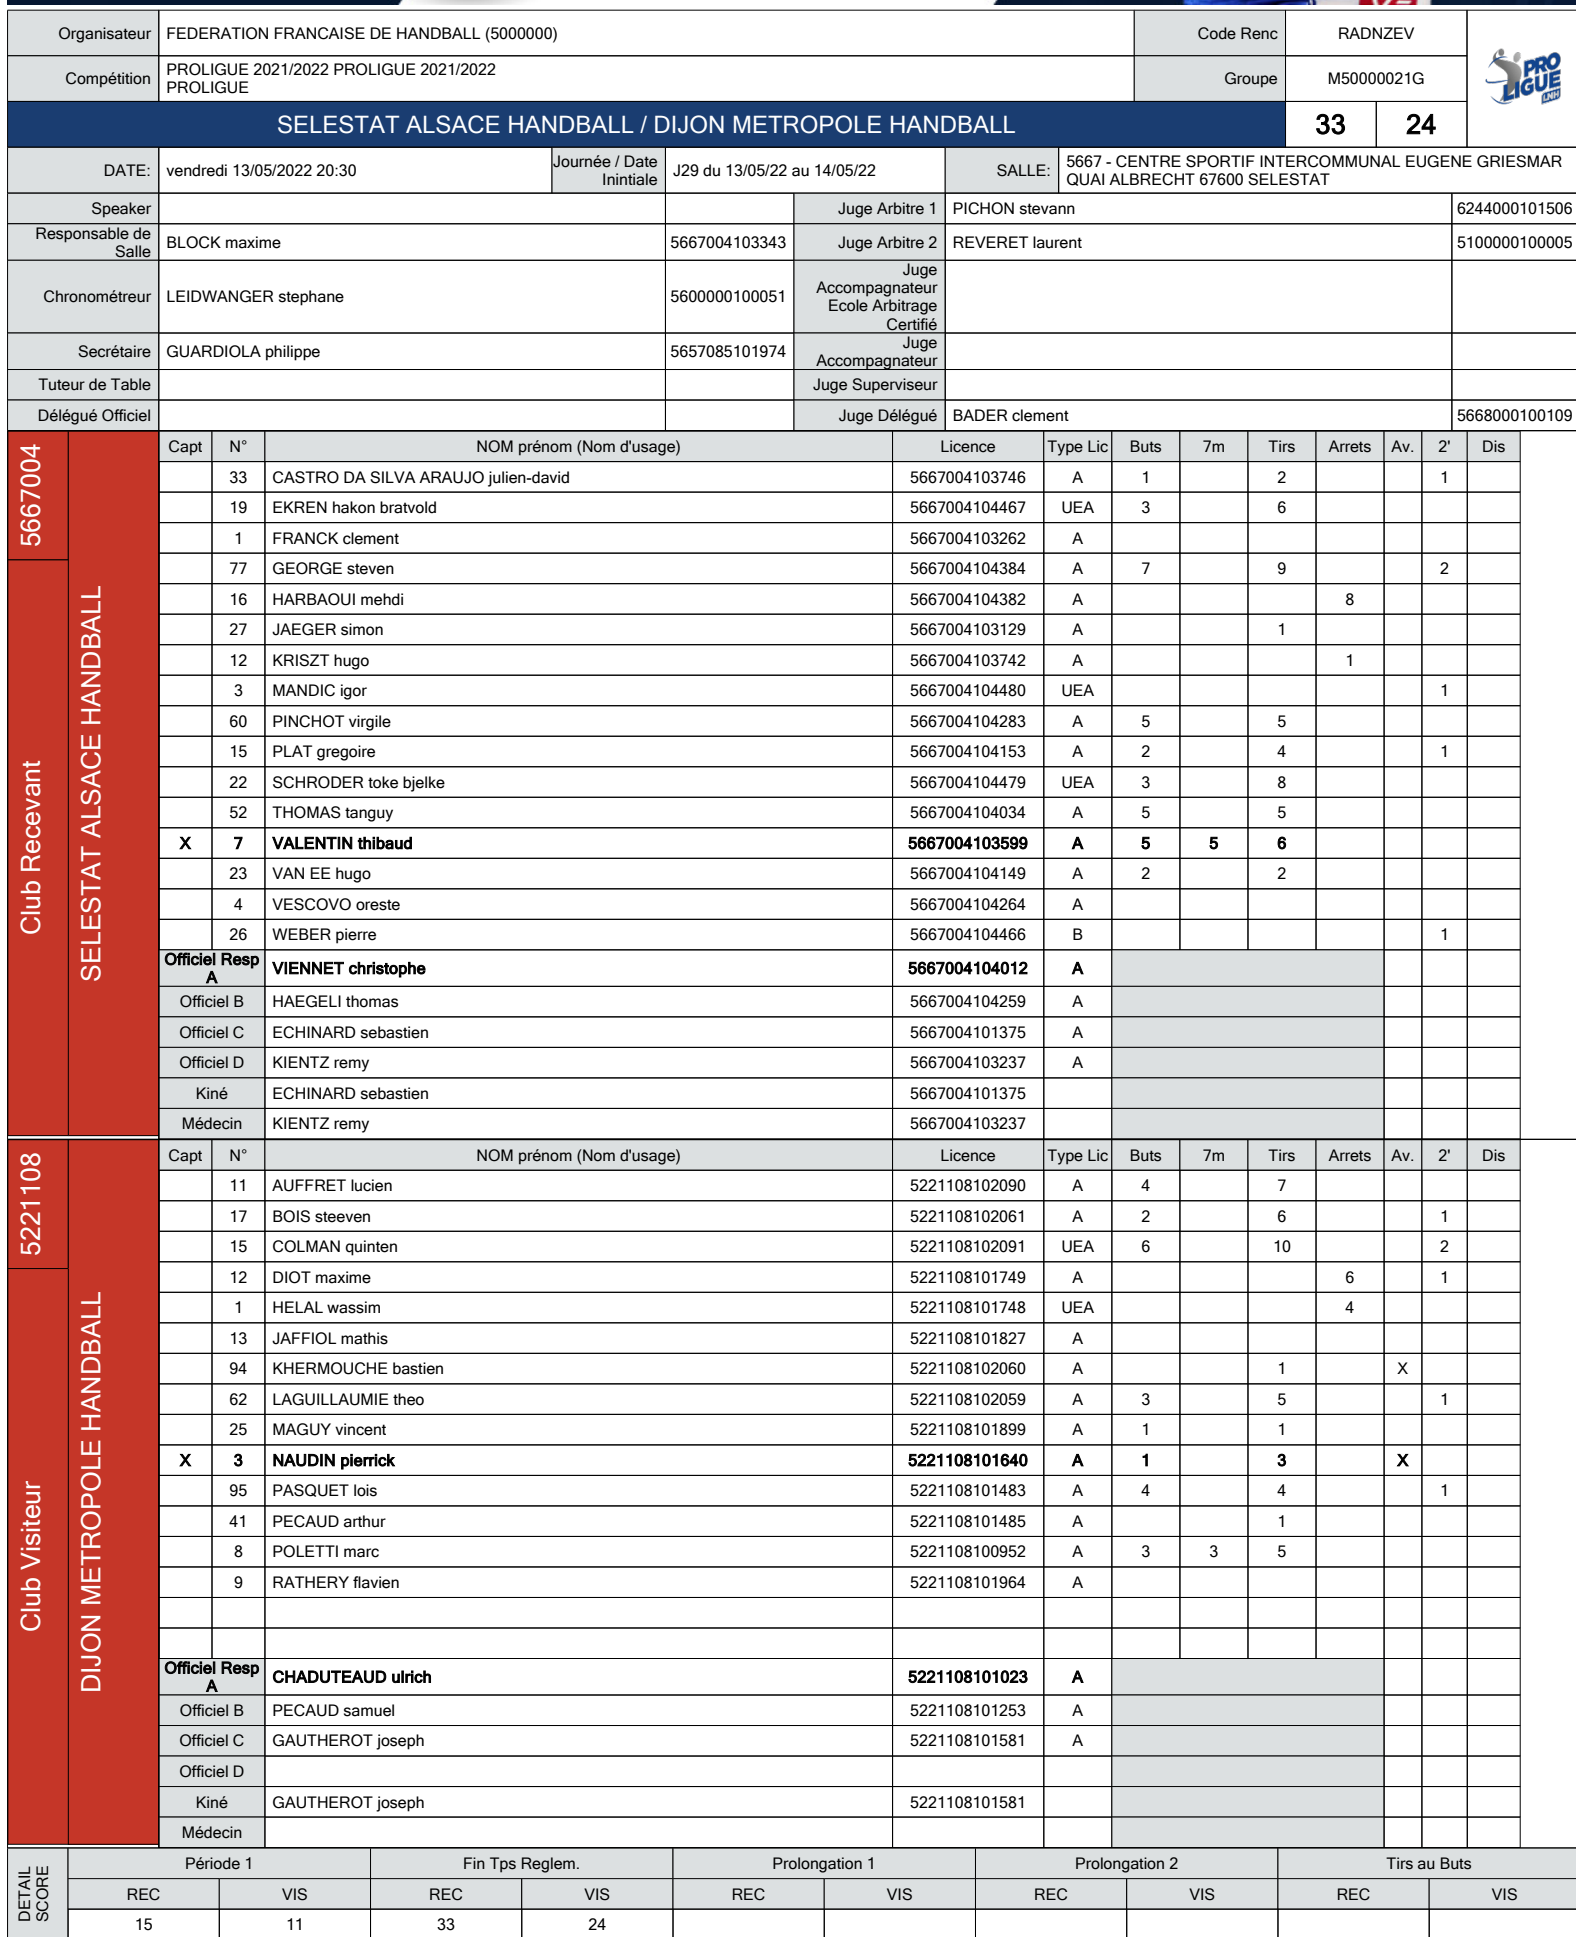 Organisateur FEDERATION FRANCAISE DE HANDBALL (5000000) Code Renc RADNZEV
Compétition PROLIGUE 2021/2022 PROLIGUE 2021/2022
PROLIGUE Groupe M50000021G
PRO
LIGUE
LNH
SELESTAT ALSACE HANDBALL / DIJON METROPOLE HANDBALL 33 24
DATE: vendredi 13/05/2022 20:30 Journée / Date
Inintiale J29 du 13/05/22 au 14/05/22 SALLE: 5667 - CENTRE SPORTIF INTERCOMMUNAL EUGENE GRIESMAR
QUAI ALBRECHT 67600 SELESTAT
Speaker Juge Arbitre 1 PICHON stevann 6244000101506
Responsable de
Salle BLOCK maxime 5667004103343 Juge Arbitre 2 REVERET laurent 5100000100005
Chronométreur LEIDWANGER stephane 5600000100051 Juge
Accompagnateur
Ecole Arbitrage
Certifié
Secrétaire GUARDIOLA philippe 5657085101974 Juge
Accompagnateur
Tuteur de Table Juge Superviseur
Délégué Officiel Juge Délégué BADER clement 5668000100109
5667004
Club Recevant
SELESTAT ALSACE HANDBALL
Capt N° NOM prénom (Nom d'usage) Licence Type Lic Buts 7m Tirs Arrets Av. 2' Dis
33 CASTRO DA SILVA ARAUJO julien-david 5667004103746 A 1 2 1
19 EKREN hakon bratvold 5667004104467 UEA 3 6
1 FRANCK clement 5667004103262 A
77 GEORGE steven 5667004104384 A 7 9 2
16 HARBAOUI mehdi 5667004104382 A 8
27 JAEGER simon 5667004103129 A 1
12 KRISZT hugo 5667004103742 A 1
3 MANDIC igor 5667004104480 UEA 1
60 PINCHOT virgile 5667004104283 A 5 5
15 PLAT gregoire 5667004104153 A 2 4 1
22 SCHRODER toke bjelke 5667004104479 UEA 3 8
52 THOMAS tanguy 5667004104034 A 5 5
X 7 VALENTIN thibaud 5667004103599 A 5 5 6
23 VAN EE hugo 5667004104149 A 2 2
4 VESCOVO oreste 5667004104264 A
26 WEBER pierre 5667004104466 B 1
Officiel Resp
A VIENNET christophe 5667004104012 A
Officiel B HAEGELI thomas 5667004104259 A
Officiel C ECHINARD sebastien 5667004101375 A
Officiel D KIENTZ remy 5667004103237 A
Kiné ECHINARD sebastien 5667004101375
Médecin KIENTZ remy 5667004103237
5221108
Club Visiteur
DIJON METROPOLE HANDBALL
Capt N° NOM prénom (Nom d'usage) Licence Type Lic Buts 7m Tirs Arrets Av. 2' Dis
11 AUFFRET lucien 5221108102090 A 4 7
17 BOIS steeven 5221108102061 A 2 6 1
15 COLMAN quinten 5221108102091 UEA 6 10 2
12 DIOT maxime 5221108101749 A 6 1
1 HELAL wassim 5221108101748 UEA 4
13 JAFFIOL mathis 5221108101827 A
94 KHERMOUCHE bastien 5221108102060 A 1 X
62 LAGUILLAUMIE theo 5221108102059 A 3 5 1
25 MAGUY vincent 5221108101899 A 1 1
X 3 NAUDIN pierrick 5221108101640 A 1 3 X
95 PASQUET lois 5221108101483 A 4 4 1
41 PECAUD arthur 5221108101485 A 1
8 POLETTI marc 5221108100952 A 3 3 5
9 RATHERY flavien 5221108101964 A
Officiel Resp
A CHADUTEAUD ulrich 5221108101023 A
Officiel B PECAUD samuel 5221108101253 A
Officiel C GAUTHEROT joseph 5221108101581 A
Officiel D
Kiné GAUTHEROT joseph 5221108101581
Médecin
DETAIL
SCORE
Période 1 Fin Tps Reglem. Prolongation 1 Prolongation 2 Tirs au Buts
REC VIS REC VIS REC VIS REC VIS REC VIS
15 11 33 24